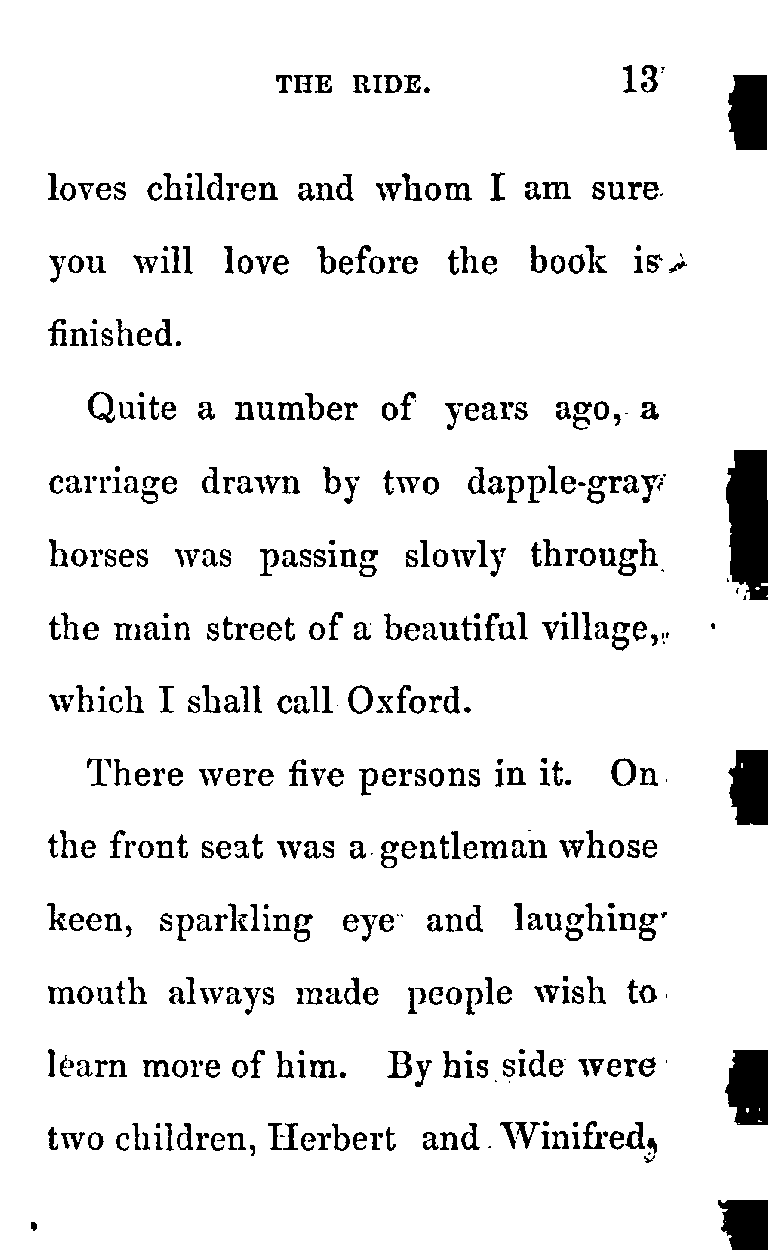 THE RIDE. 13
loves children and whom I am sure
you will love before the book is
finished.
Quite a number of years ago, a
carriage drawn by two dapple-gray
horses was passing slowly through
the main street of a beautiful village,
which I shall call Oxford.
There were five persons in it. On
the front seat was a gentleman whose
keen, sparkling eye and laughing
mouth always made people wish to
learn more of him. By his side were
two children, Herbert and Winifred,